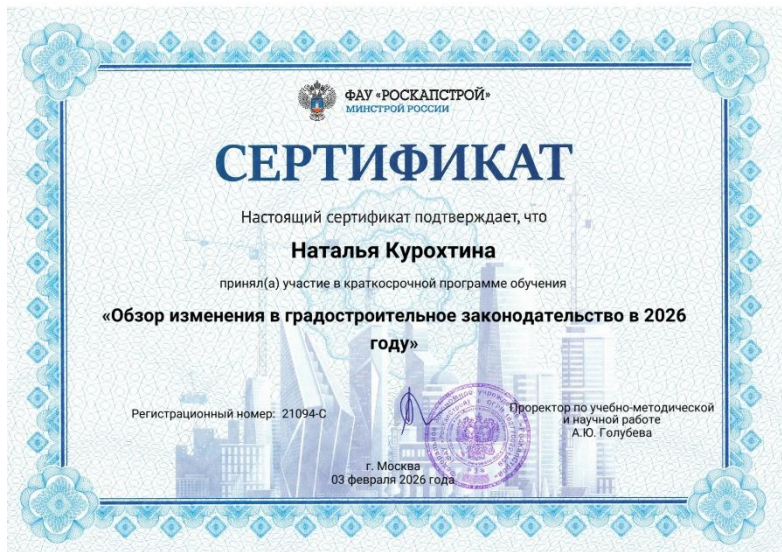 ФАУ «РОСКАПСТРОЙ»
МИНСТРОЙ РОССИИ
СЕРТИФИКАТ
Настоящий сертификат подтверждает, что
Наталья Курохтина
принял(а) участие в краткосрочной программе обучения
«Обзор изменения в градостроительное законодательство в 2026
году»
Регистрационный номер: 21094-С
Проректор по учебно-методической
и научной работе
А.Ю. Голубева
г. Москва
03 февраля 2026 года